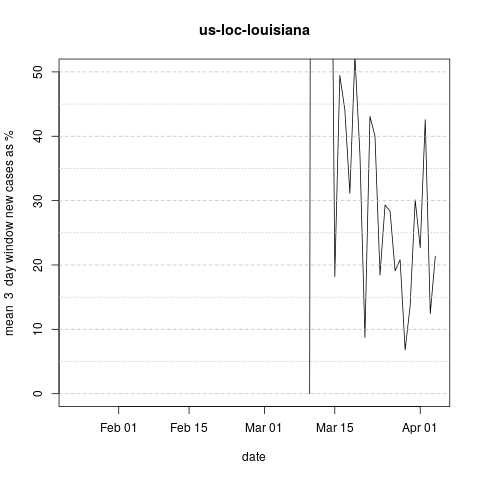 us-loc-louisiana
mean  3  day window new cases as %
50
40
30
20
10
0
Feb 01
Feb 15
Mar 01
Mar 15
Apr 01
date